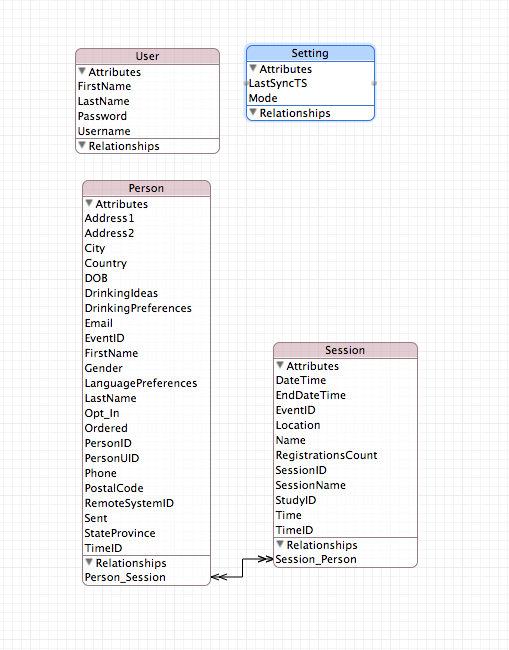 User
Attributes
FirstName
LastName
Password
Username
Relationships
Setting
Attributes
LastSyncTS
Mode
Relationships
Person
Attributes
Address1
Address2
City
Country
DOB
DrinkingIdeas
DrinkingPreferences
Email
EventID
FirstName
Gender
LanguagePreferences
LastName
Opt_In
Ordered
PersonID
PersonUID
Phone
PostalCode
RemoteSystemID
Sent
StateProvince
TimeID
Relationships
Person_Session
Session
Attributes
DateTime
EndDateTime
EventID
Location
Name
RegistrationsCount
SessionID
SessionName
StudyID
Time
TimeID
Relationships
Session_Person